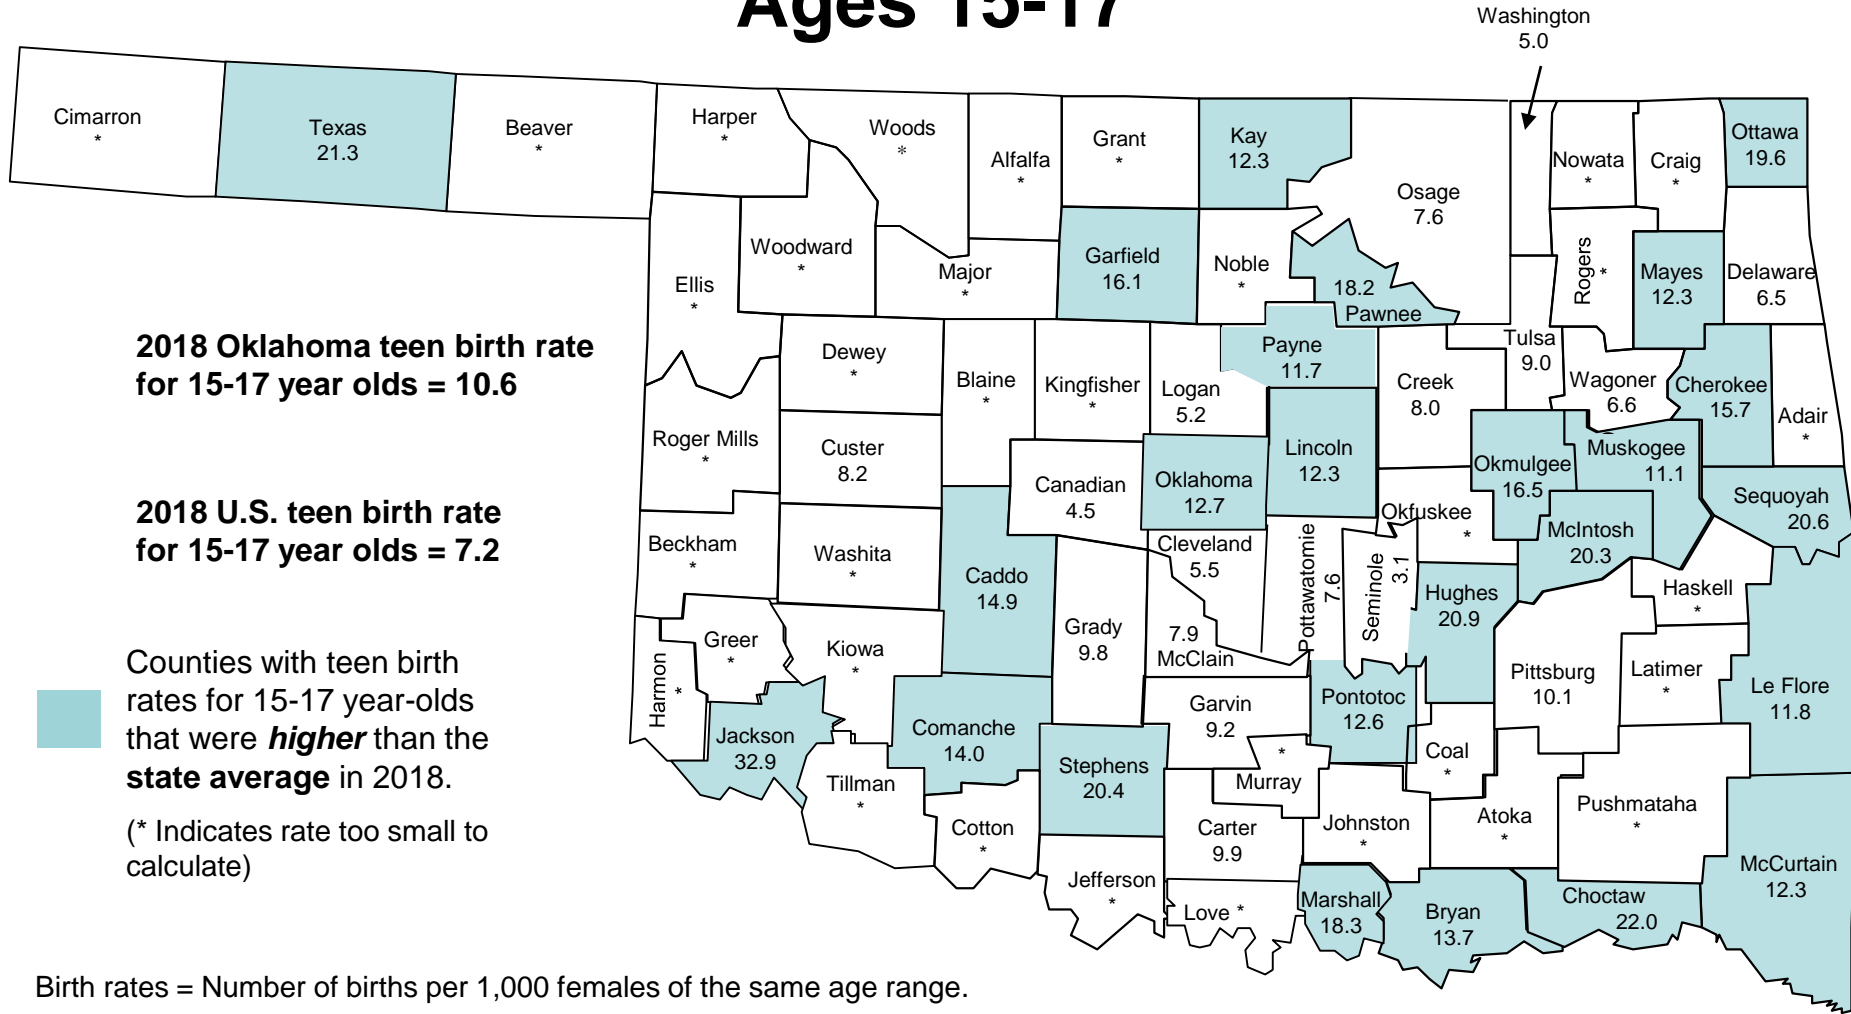 Ages 15-17
Washington
5.0
Cimarron
*
Texas
21.3
Beaver
*
Harper
*
Woods
*
Alfalfa
*
Grant
*
Kay
12.3
Osage
7.6
Nowata
*
Craig
*
Ottawa
19.6
Ellis
*
Woodward
*
Major
*
Garfield
16.1
Noble
*
18.2
Pawnee
Rogers
*
Mayes
12.3
Delaware
6.5
2018 Oklahoma teen birth rate
for 15-17 year olds = 10.6
Dewey
*
Blaine
*
Kingfisher
*
Logan
5.2
Payne
11.7
Creek
8.0
Tulsa
9.0
Wagoner
6.6
Cherokee
15.7
Adair
*
Roger Mills
*
Custer
8.2
Canadian
4.5
Oklahoma
12.7
Lincoln
12.3
Okmulgee
16.5
Muskogee
11.1
Sequoyah
20.6
2018 U.S. teen birth rate
for 15-17 year olds = 7.2
Beckham
*
Washita
*
Caddo
14.9
Grady
9.8
Cleveland
5.5
7.9
McClain
Pottawatomie
7.6
Seminole
3.1
Okfuskee
*
Hughes
20.9
McIntosh
20.3
Haskell
*
Counties with teen birth
rates for 15-17 year-olds
that were higher than the
state average in 2018.
(* Indicates rate too small to
calculate)
Harmon
*
Greer
*
Kiowa
*
Jackson
32.9
Tillman
*
Comanche
14.0
Cotton
*
Stephens
20.4
Garvin
9.2
*
Murray
Pontotoc
12.6
Coal
*
Pittsburg
10.1
Latimer
*
Le Flore
11.8
Jefferson
*
Carter
9.9
Love *
Johnston
*
Marshall
18.3
Bryan
13.7
Atoka
*
Pushmataha
*
Choctaw
22.0
McCurtain
12.3
Birth rates = Number of births per 1,000 females of the same age range.